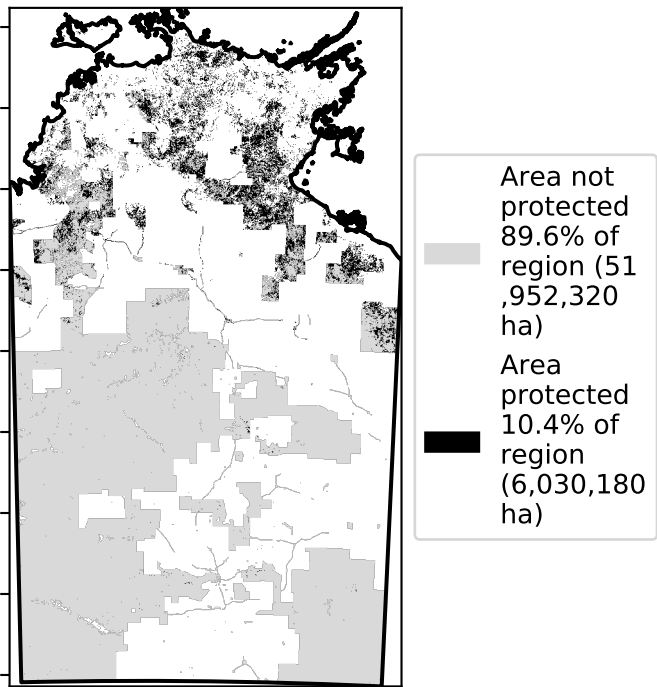 Area not
protected
89.6% of
region (51
,952,320
ha)
Area
protected
10.4% of
region
(6,030,180
ha)